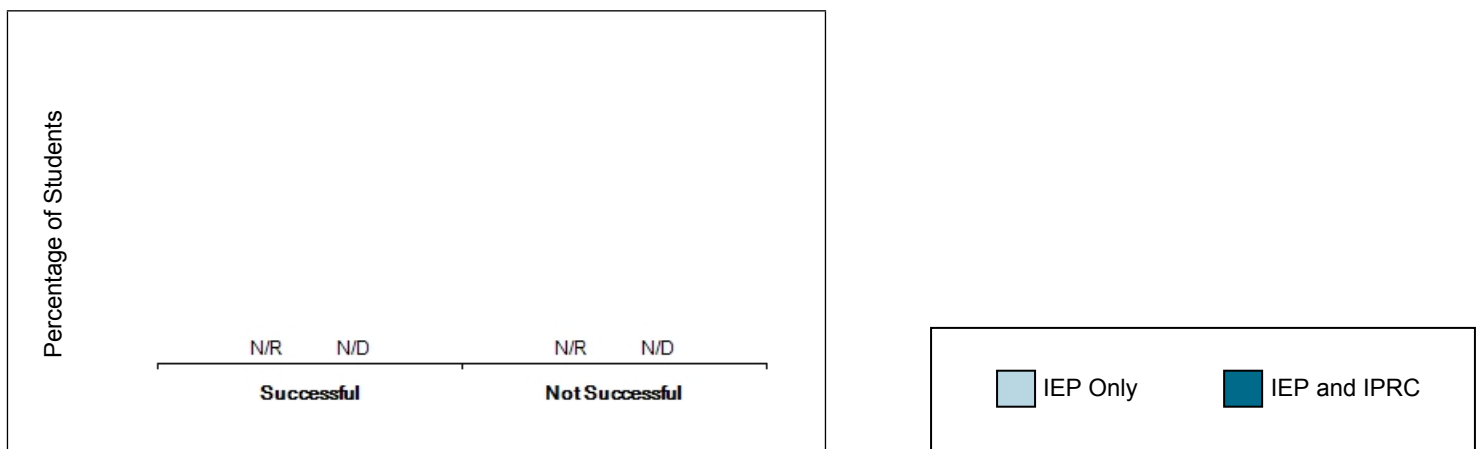 Percentage of Students
N/R N/D N/R N/D
Successful Not Successful
IEP Only IEP and IPRC